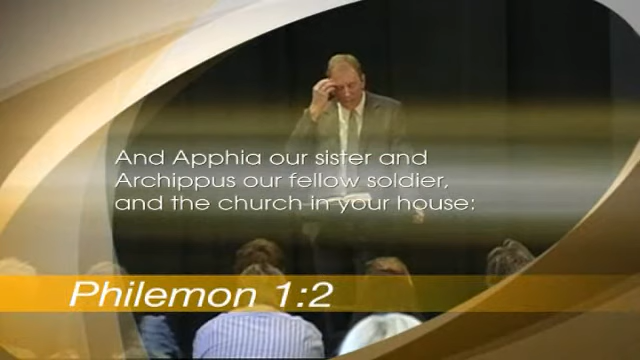 And Apphia our sister and
Archippus our fellow soldier,
and the church in your house:
Philemon 1:2